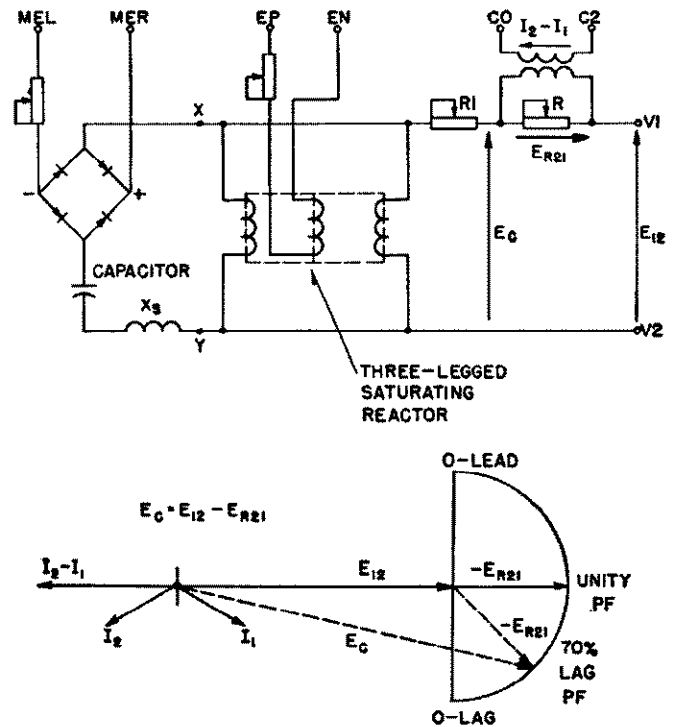 MEL MER EP EN CO C2
I2-I1
X R1 R V1
ER21
- +
EC E12
CAPACITOR
XS
Y V2
THREE-LEGGED
SATURATING
REACTOR
O-LEAD
EC = E12 - ER21
I2-I1 E12 -ER21 UNITY
PF
I2 I1 EC -ER21 70%
LAG
PF
O-LAG